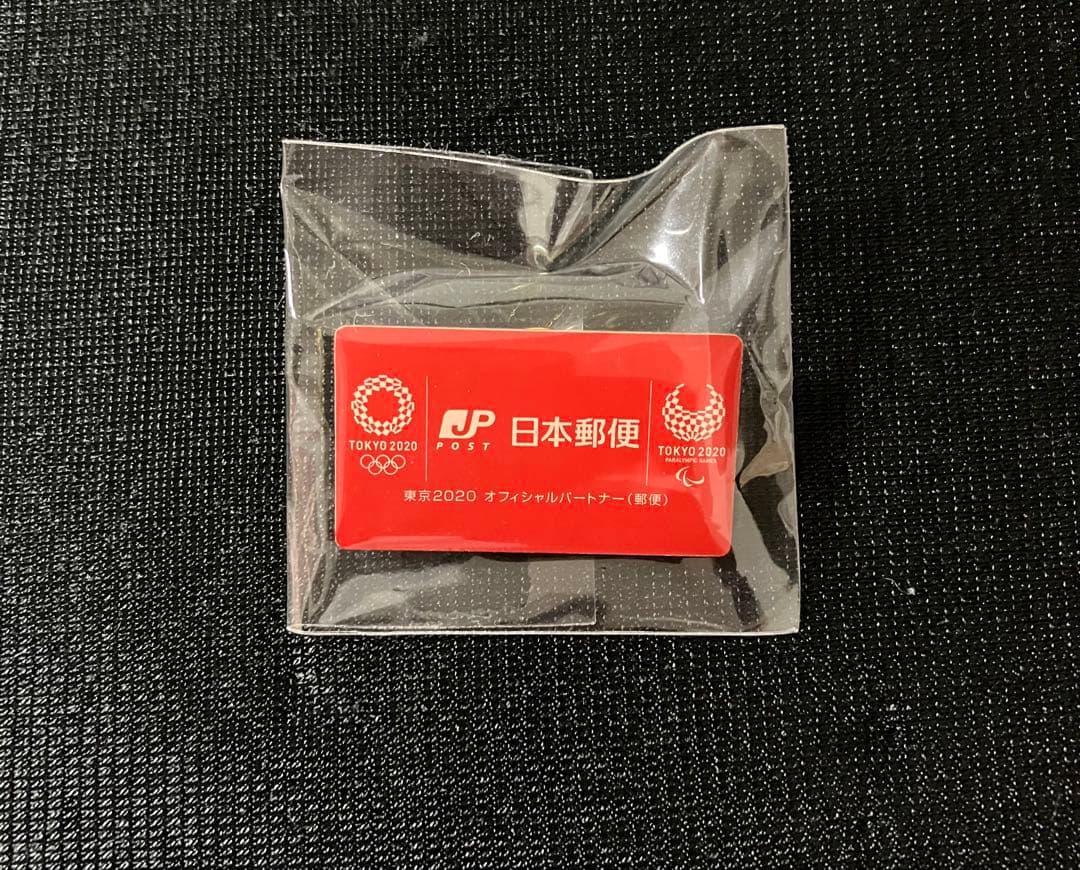 TOKYO 2020
JP
POST
日本郵便
TOKYO 2020
PARALYMPIC GAMES
東京2020 オフィシャルパートナー(郵便)